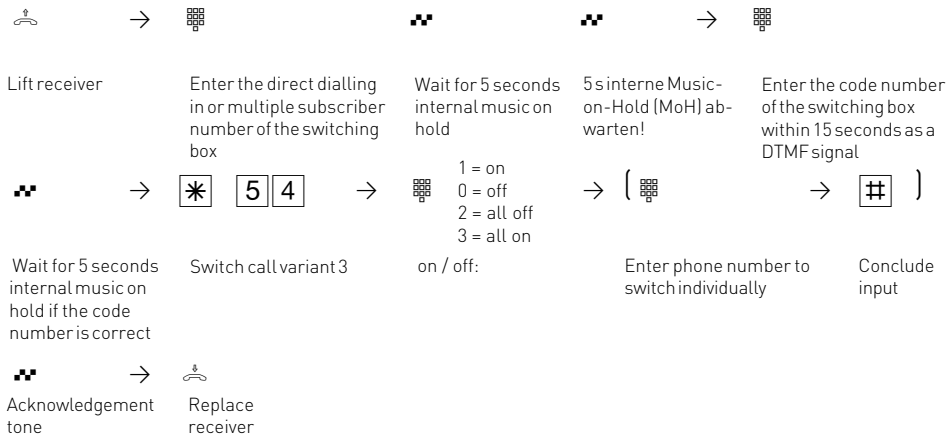 Lift receiver
Enter the direct dialling
in or multiple subscriber
number of the switching
box
Wait for 5 seconds
internal music on
hold
5 s interne Music-
on-Hold (MoH) ab-
warten!
Enter the code number
of the switching box
within 15 seconds as a
DTMF signal
* 5 4
1 = on
0 = off
2 = all off
3 = all on
( # )
Wait for 5 seconds
internal music on
hold if the code
number is correct
Switch call variant 3
on / off:
Enter phone number to
switch individually
Conclude
input
Acknowledgement
tone
Replace
receiver